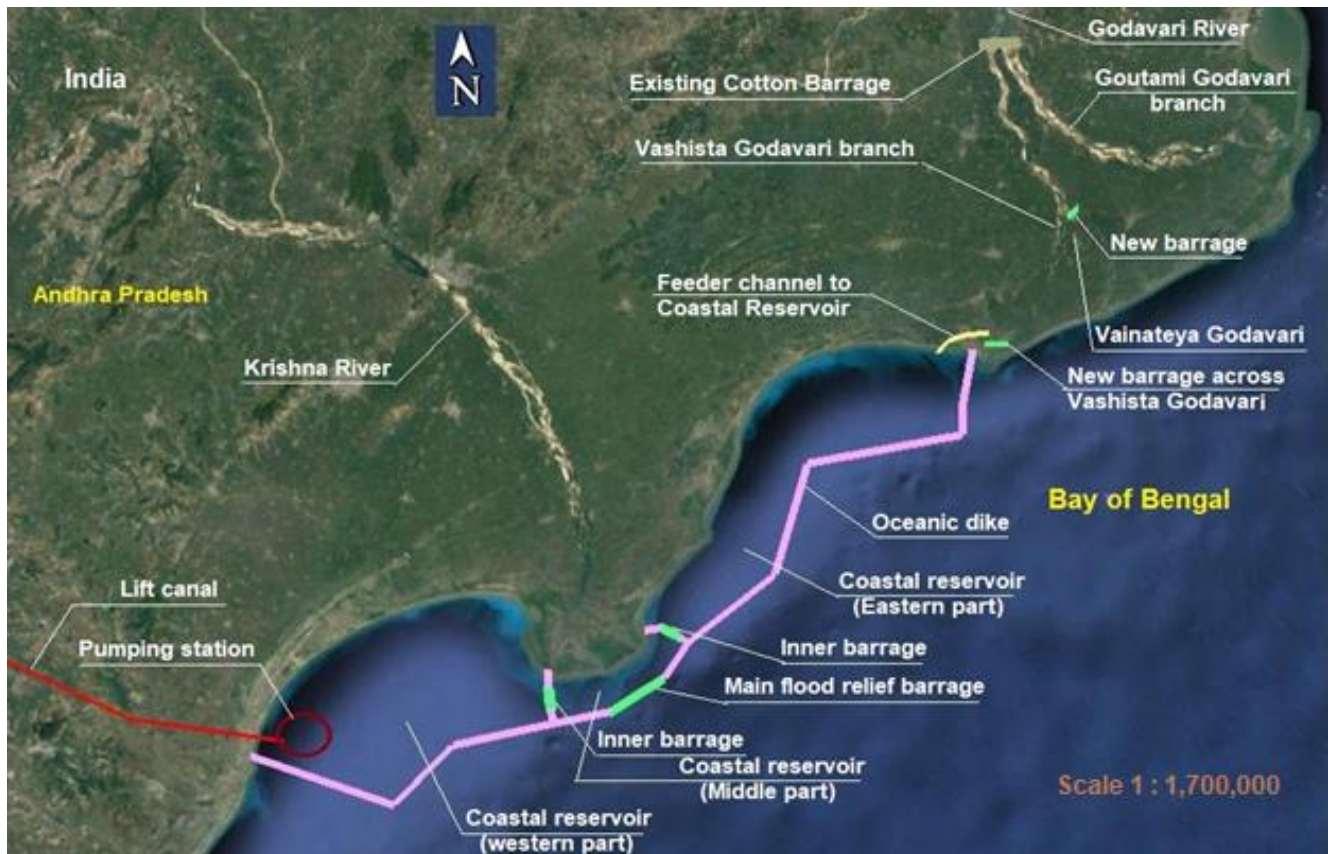 Godavari River
India
Existing Cotton Barrage
Goutami Godavari
branch
N
Vashista Godavari branch
New barrage
Feeder channel to
Coastal Reservoir
Andhra Pradesh
Vainateya Godavari
Krishna River
New barrage across
Vashista Godavari
Bay of Bengal
Oceanic dike
Lift canal
Coastal reservoir
(Eastern part)
Pumping station
Inner barrage
Main flood relief barrage
Inner barrage
Coastal reservoir
(Middle part)
Scale 1 : 1,700,000
Coastal reservoir
(western part)